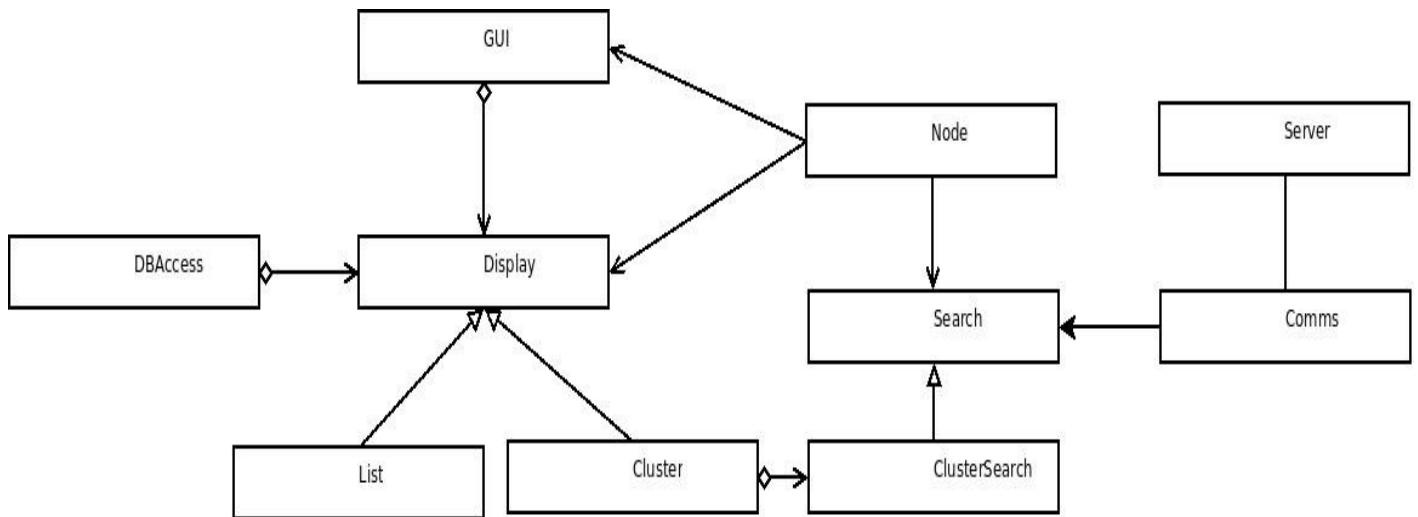 GUI
Node
Server
DBAccess
Display
Search
Comms
List
Cluster
ClusterSearch